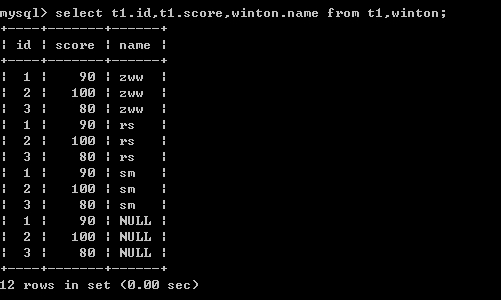 mysql> select t1.id,t1.score,winton.name from t1,winton;
+----+-------+------+
| id | score | name |
+----+-------+------+
|  1 |    90 | zww  |
|  2 |   100 | zww  |
|  3 |    80 | zww  |
|  1 |    90 | rs   |
|  2 |   100 | rs   |
|  3 |    80 | rs   |
|  1 |    90 | sm   |
|  2 |   100 | sm   |
|  3 |    80 | sm   |
|  1 |    90 | NULL |
|  2 |   100 | NULL |
|  3 |    80 | NULL |
+----+-------+------+
12 rows in set (0.00 sec)